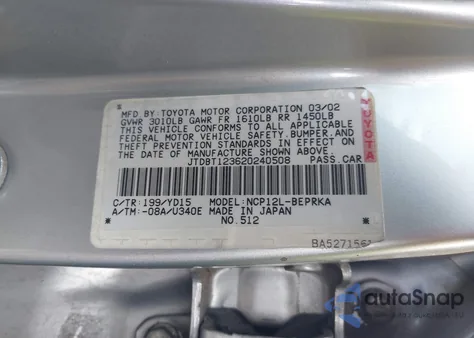 MFD. BY: TOYOTA MOTOR CORPORATION 03/02
GVWR 3010LB GAWR FR 1610LB RR 1450LB
THIS VEHICLE CONFORMS TO ALL APPLICABLE
FEDERAL MOTOR VEHICLE SAFETY, BUMPER, AND
THEFT PREVENTION STANDARDS IN EFFECT ON
THE DATE OF MANUFACTURE SHOWN ABOVE.
JTDBT123620240508 PASS.CAR
TOYOTA
C/TR: 199/YD15 MODEL: NCP12L-BEPRKA
A/TM: -08A/U340E MADE IN JAPAN
NO.512
autoSnap